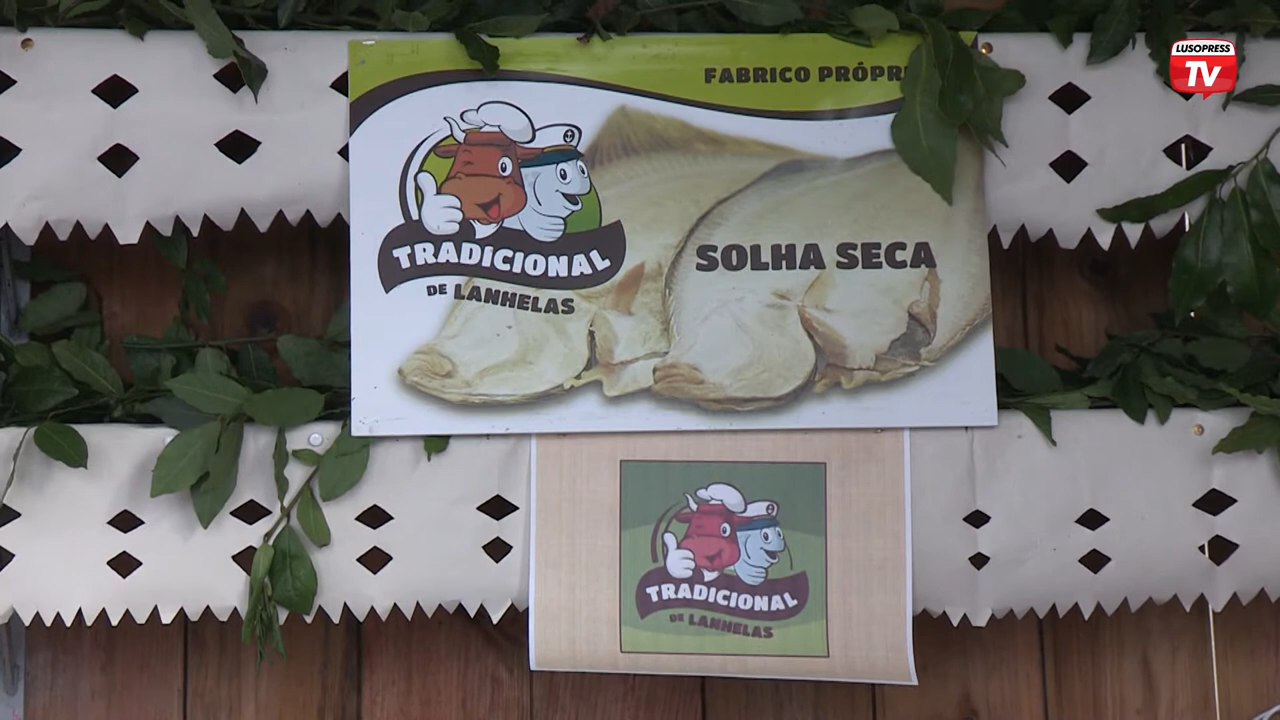 LUSOPRESS
TV
FABRICO PRÓPR
TRADICIONAL
DE LANHELAS
SOLHA SECA
TRADICIONAL
DE LANHELAS